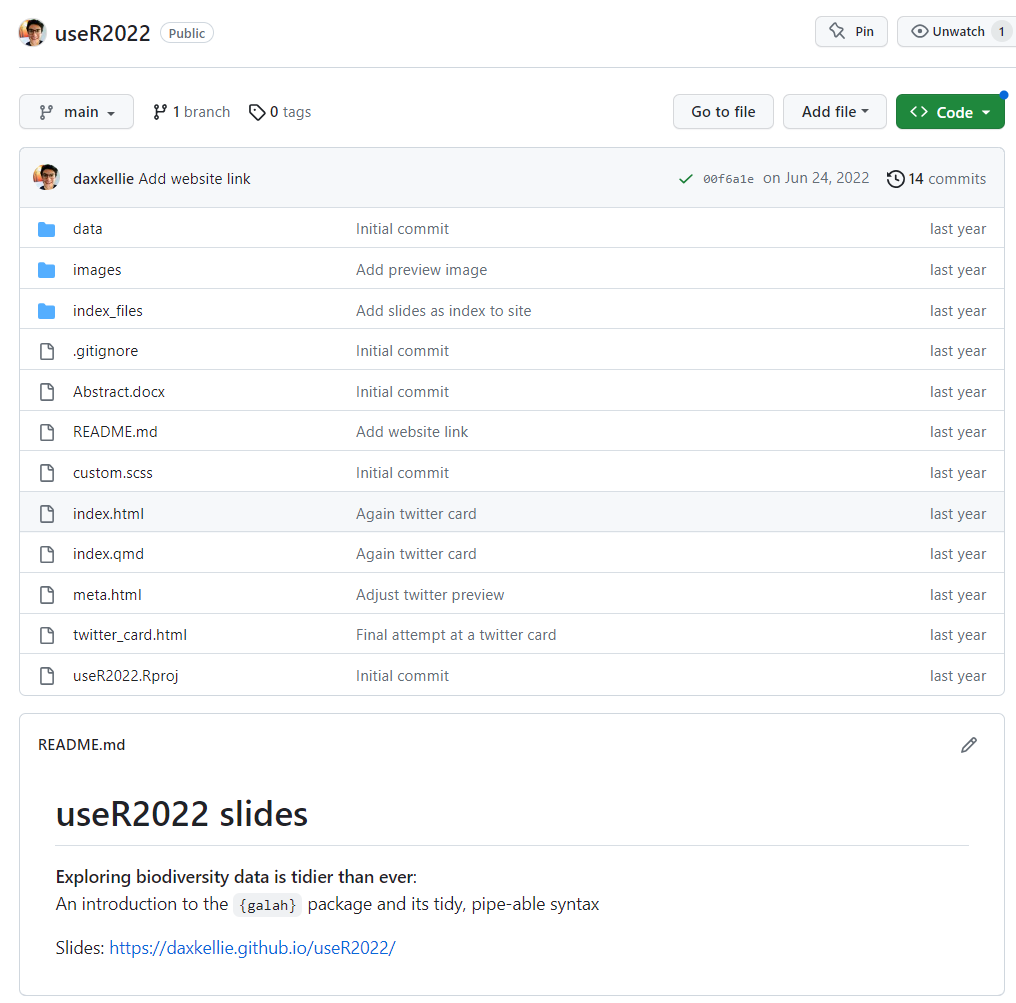 useR2022 Public Pin Unwatch 1
main 1 branch 0 tags Go to file Add file Code
daxkellie Add website link 00f6a1e on Jun 24, 2022 14 commits
data Initial commit last year
images Add preview image last year
index_files Add slides as index to site last year
.gitignore Initial commit last year
Abstract.docx Initial commit last year
README.md Add website link last year
custom.scss Initial commit last year
index.html Again twitter card last year
index.qmd Again twitter card last year
meta.html Adjust twitter preview last year
twitter_card.html Final attempt at a twitter card last year
useR2022.Rproj Initial commit last year
README.md
useR2022 slides
Exploring biodiversity data is tidier than ever:
An introduction to the {galah} package and its tidy, pipe-able syntax
Slides: https://daxkellie.github.io/useR2022/